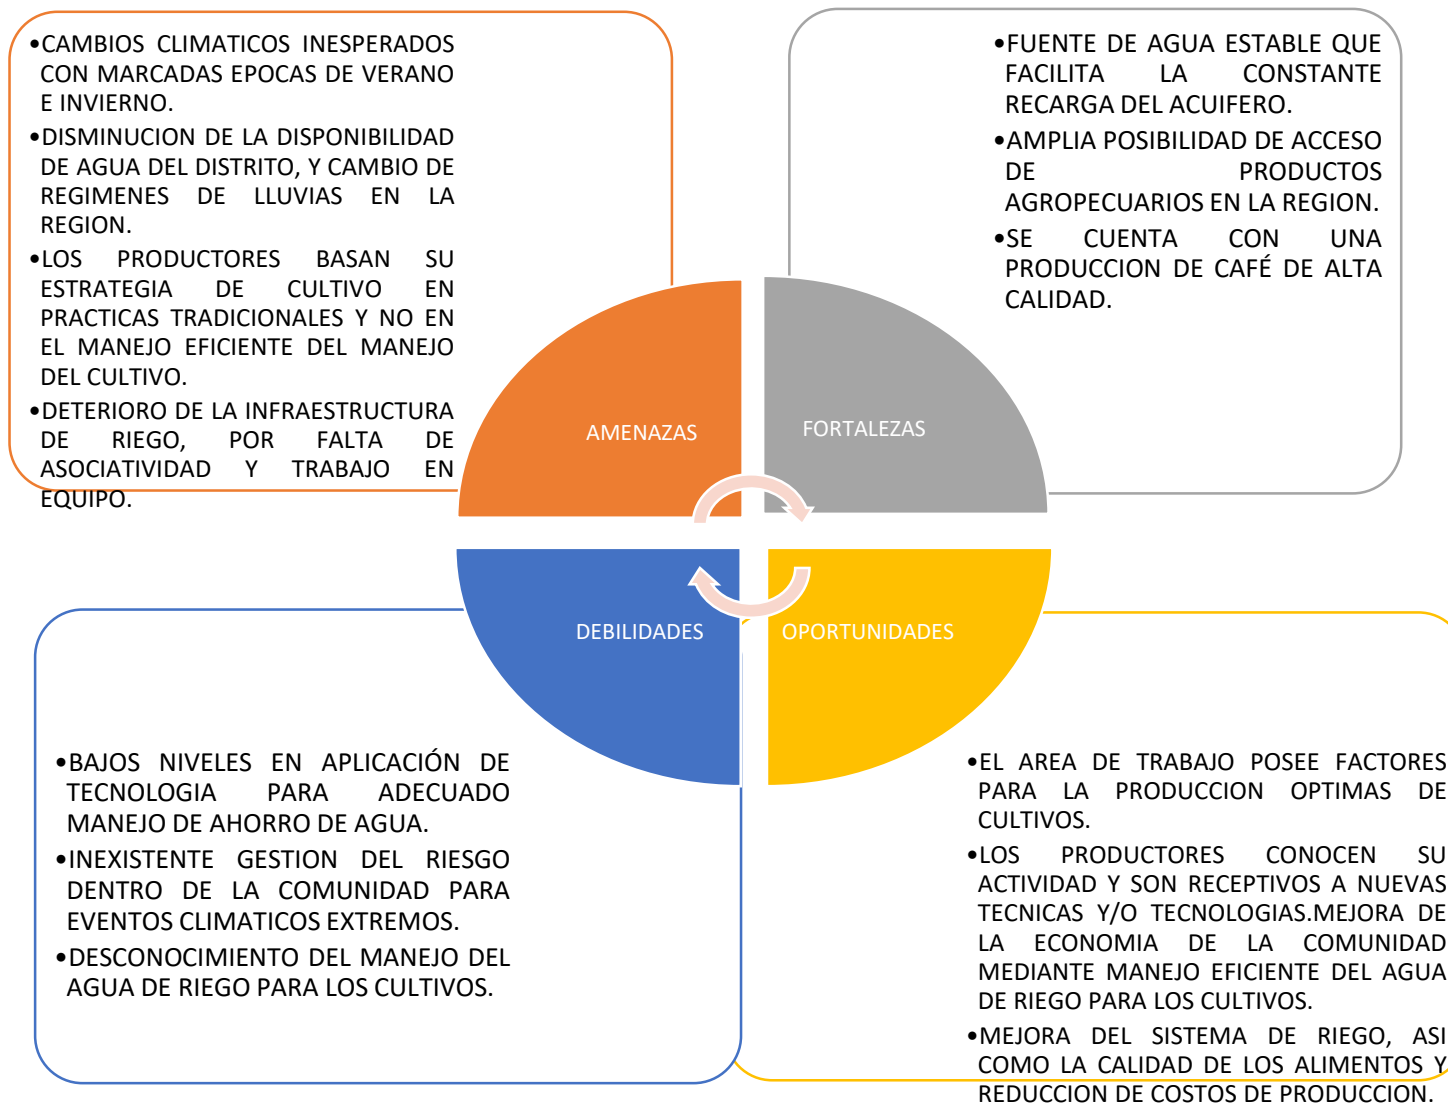 •CAMBIOS CLIMATICOS INESPERADOS
CON MARCADAS EPOCAS DE VERANO
E INVIERNO.
•DISMINUCION DE LA DISPONIBILIDAD
DE AGUA DEL DISTRITO, Y CAMBIO DE
REGIMENES DE LLUVIAS EN LA
REGION.
•LOS PRODUCTORES BASAN SU
ESTRATEGIA DE CULTIVO EN
PRACTICAS TRADICIONALES Y NO EN
EL MANEJO EFICIENTE DEL MANEJO
DEL CULTIVO.
•DETERIORO DE LA INFRAESTRUCTURA
DE RIEGO, POR FALTA DE
ASOCIATIVIDAD Y TRABAJO EN
EQUIPO.
•FUENTE DE AGUA ESTABLE QUE
FACILITA LA CONSTANTE
RECARGA DEL ACUIFERO.
•AMPLIA POSIBILIDAD DE ACCESO
DE PRODUCTOS
AGROPECUARIOS EN LA REGION.
•SE CUENTA CON UNA
PRODUCCION DE CAFÉ DE ALTA
CALIDAD.
AMENAZAS
FORTALEZAS
DEBILIDADES
OPORTUNIDADES
•BAJOS NIVELES EN APLICACIÓN DE
TECNOLOGIA PARA ADECUADO
MANEJO DE AHORRO DE AGUA.
•INEXISTENTE GESTION DEL RIESGO
DENTRO DE LA COMUNIDAD PARA
EVENTOS CLIMATICOS EXTREMOS.
•DESCONOCIMIENTO DEL MANEJO DEL
AGUA DE RIEGO PARA LOS CULTIVOS.
•EL AREA DE TRABAJO POSEE FACTORES
PARA LA PRODUCCION OPTIMAS DE
CULTIVOS.
•LOS PRODUCTORES CONOCEN SU
ACTIVIDAD Y SON RECEPTIVOS A NUEVAS
TECNICAS Y/O TECNOLOGIAS.MEJORA DE
LA ECONOMIA DE LA COMUNIDAD
MEDIANTE MANEJO EFICIENTE DEL AGUA
DE RIEGO PARA LOS CULTIVOS.
•MEJORA DEL SISTEMA DE RIEGO, ASI
COMO LA CALIDAD DE LOS ALIMENTOS Y
REDUCCION DE COSTOS DE PRODUCCION.